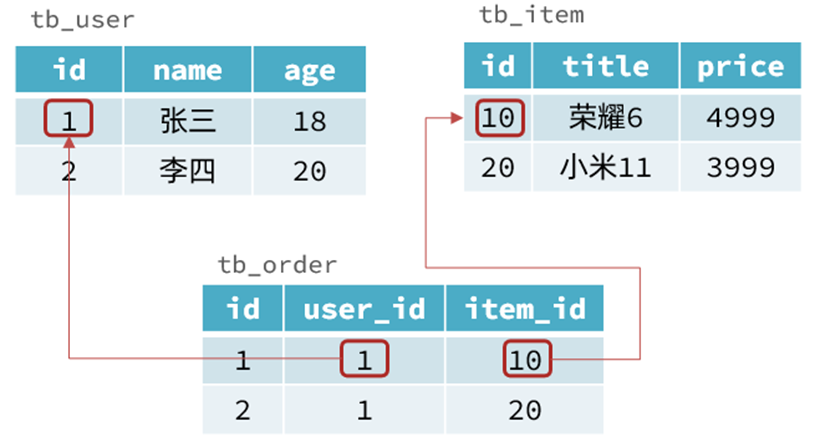 tb_user
id name age
1 张三 18
2 李四 20
tb_item
id title price
10 荣耀6 4999
20 小米11 3999
tb_order
id user_id item_id
1 1 10
2 1 20